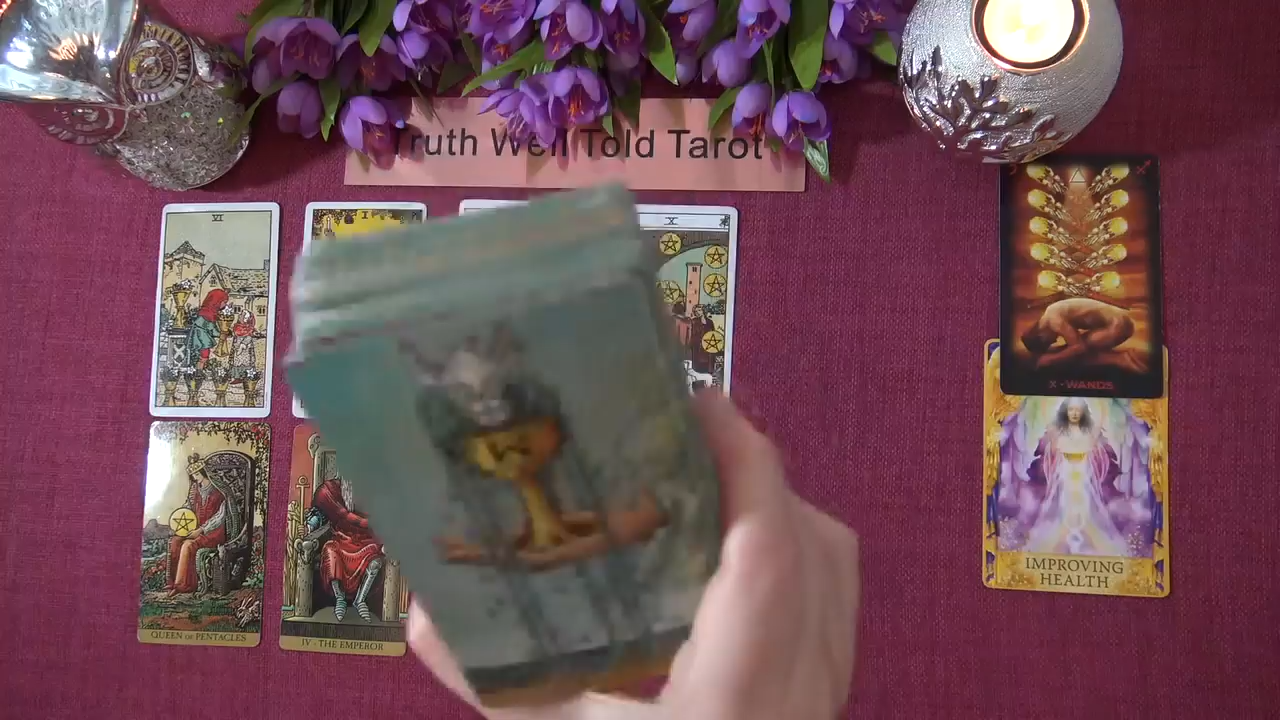 Truth Well Told Tarot
VI
I
X
X - WANDS
IMPROVING
HEALTH
QUEEN OF PENTACLES
IV - THE EMPEROR